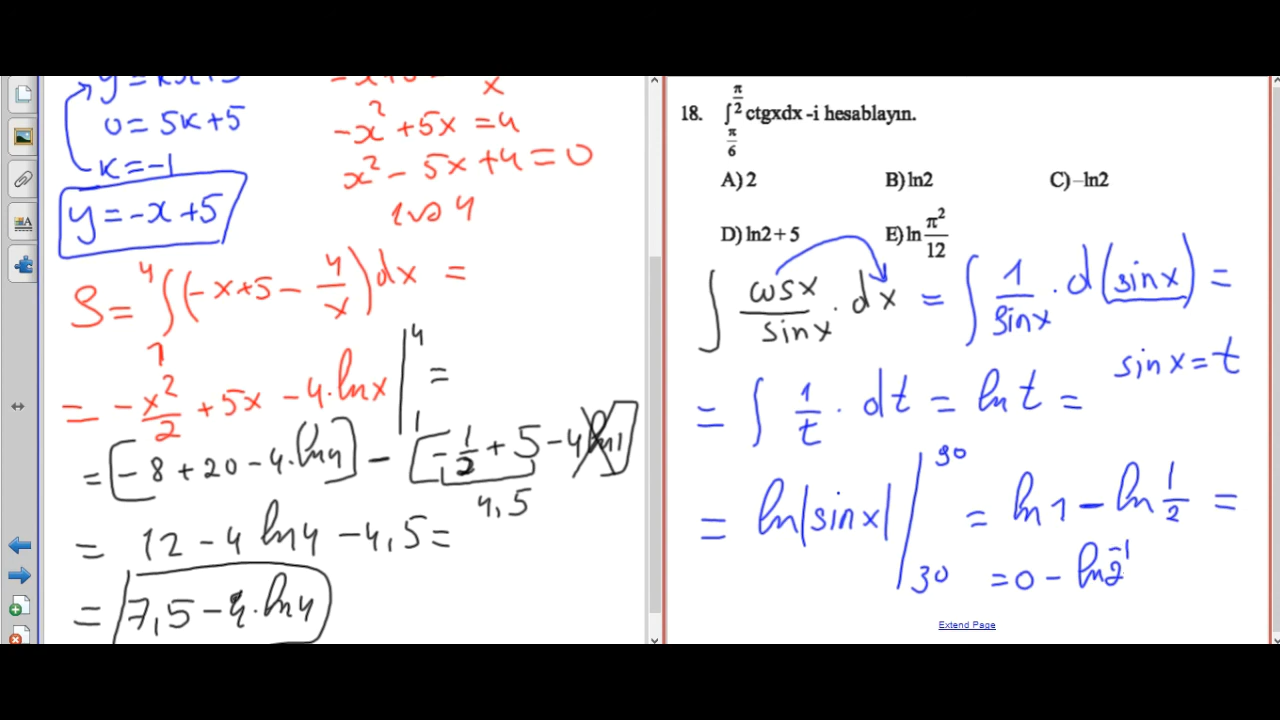 0 = 5k+5
k = -1
y = -x+5
-x² + 5x = 4
x² - 5x + 4 = 0
1 4
S = ⁴∫₁ (-x+5 - 4/x) dx =
= -x²/2 + 5x - 4·lnx |₁⁴ =
= [-8 + 20 - 4·ln4] - [-1/2 + 5 - 4ln1]
4,5
= 12 - 4 ln4 - 4,5 =
= 7,5 - 4·ln4
18. ∫ π/2 π/6 ctgxdx -i hesablayın.
A) 2 B) ln2 C) –ln2
D) ln2 + 5 E) ln π²/12
∫ cosx/sinx · dx = ∫ 1/sinx · d(sinx) =
sinx = t
= ∫ 1/t · dt = ln t =
= ln|sinx| |₃₀⁹⁰ = ln1 - ln 1/2 =
= 0 - ln2⁻¹
Extend Page